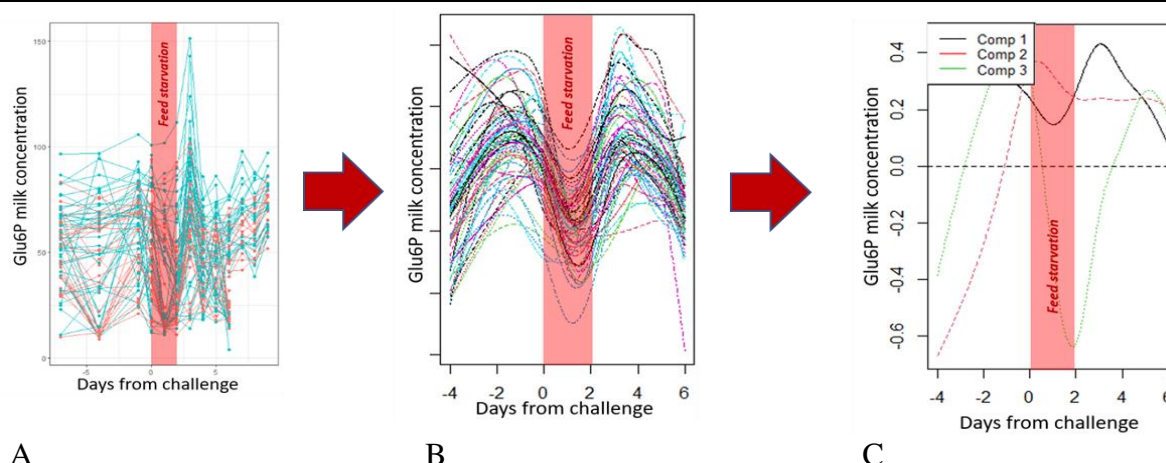 Glu6P milk concentration
150
100
50
0
Feed starvation
-5
0
5
Days from challenge
A
Glu6P milk concentration
Feed starvation
-4
-2
0
2
4
6
Days from challenge
B
Glu6P milk concentration
0.4
0.2
0.0
-0.2
-0.4
-0.6
Comp 1
Comp 2
Comp 3
Feed starvation
-4
-2
0
2
4
6
Days from challenge
C